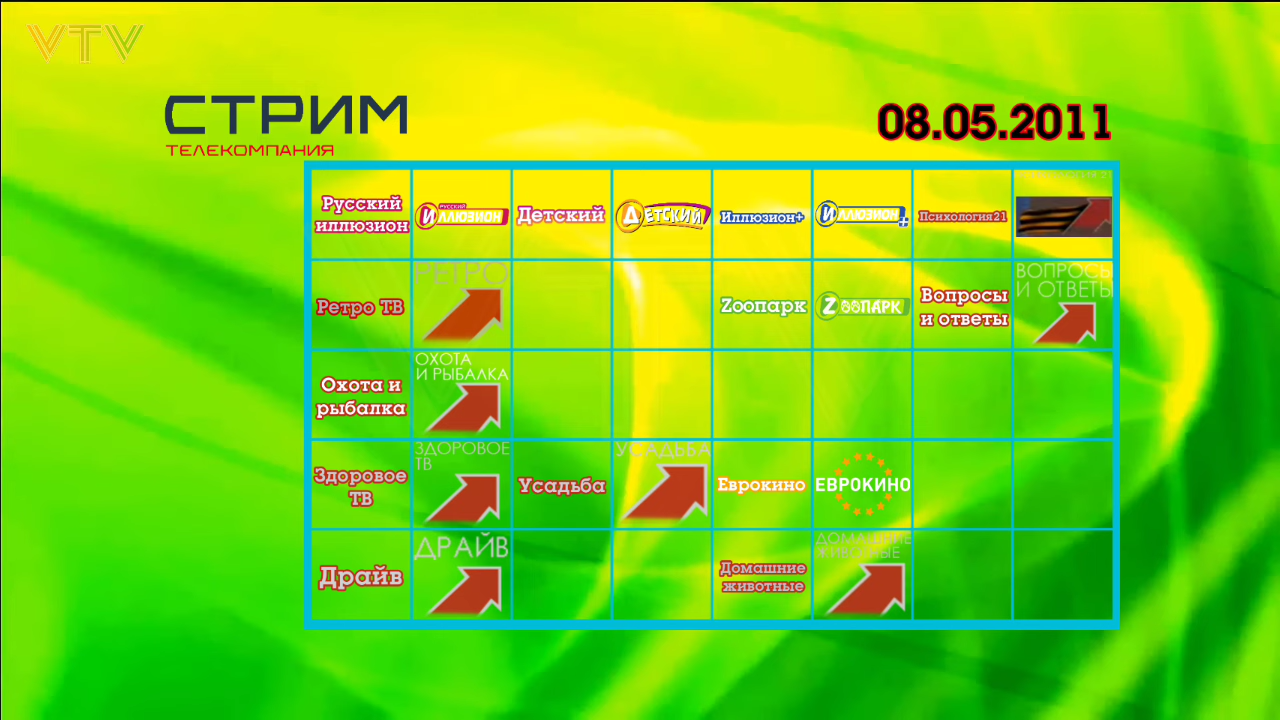 VTV
СТРИМ
ТЕЛЕКОМПАНИЯ
08.05.2011
Русский
иллюзион
РУССКИЙ
ИЛЛЮЗИОН
Детский
ДЕТСКИЙ
Иллюзион+
ИЛЛЮЗИОН+
Психология21
Ретро ТВ
РЕТРО
Zоопарк
ZООПАРК
Вопросы
и ответы
ВОПРОСЫ
И ОТВЕТЫ
Охота и
рыбалка
ОХОТА
И РЫБАЛКА
Здоровое
ТВ
ЗДОРОВОЕ
ТВ
Усадьба
УСАДЬБА
Еврокино
ЕВРОКИНО
Драйв
ДРАЙВ
Домашние
животные
ДОМАШНИЕ
ЖИВОТНЫЕ